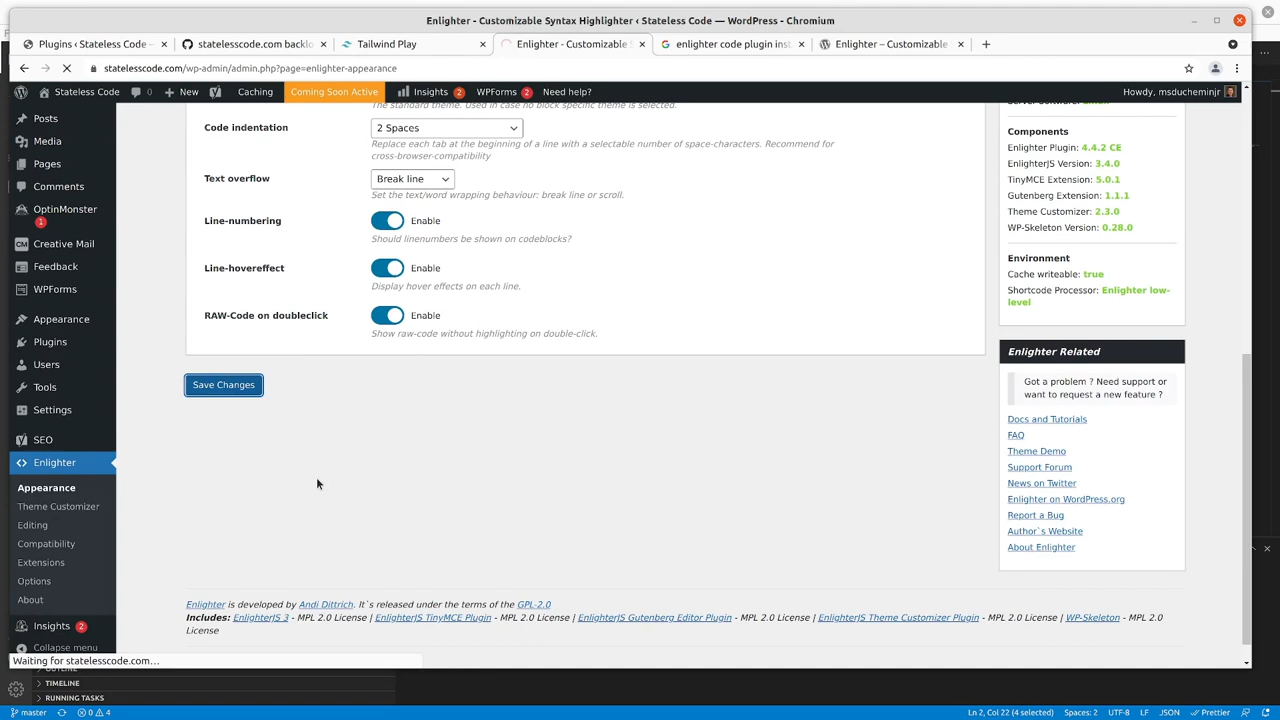 Enlighter - Customizable Syntax Highlighter ‹ Stateless Code — WordPress - Chromium
Plugins ‹ Stateless Code —
statelesscode.com backlo
Tailwind Play
Enlighter - Customizable S
enlighter code plugin inst
Enlighter – Customizable
statelesscode.com/wp-admin/admin.php?page=enlighter-appearance
Stateless Code
0
New
Caching
Coming Soon Active
Insights 2
WPForms 2
Need help?
Howdy, msducheminjr
Posts
Media
Pages
Comments
OptinMonster
1
Creative Mail
Feedback
WPForms
Appearance
Plugins
Users
Tools
Settings
SEO
Enlighter
Appearance
Theme Customizer
Editing
Compatibility
Extensions
Options
About
Insights 2
Collapse menu
The standard theme. Used in case no block specific theme is selected.
Code indentation
2 Spaces
Replace each tab at the beginning of a line with a selectable number of space-characters. Recommend for
cross-browser-compatibility
Text overflow
Break line
Set the text/word wrapping behaviour: break line or scroll.
Line-numbering
Enable
Should linenumbers be shown on codeblocks?
Line-hovereffect
Enable
Display hover effects on each line.
RAW-Code on doubleclick
Enable
Show raw-code without highlighting on double-click.
Save Changes
Components
Enlighter Plugin: 4.4.2 CE
EnlighterJS Version: 3.4.0
TinyMCE Extension: 5.0.1
Gutenberg Extension: 1.1.1
Theme Customizer: 2.3.0
WP-Skeleton Version: 0.28.0
Environment
Cache writeable: true
Shortcode Processor: Enlighter low-
level
Enlighter Related
Got a problem ? Need support or
want to request a new feature ?
Docs and Tutorials
FAQ
Theme Demo
Support Forum
News on Twitter
Enlighter on WordPress.org
Report a Bug
Author`s Website
About Enlighter
Enlighter is developed by Andi Dittrich. It`s released under the terms of the GPL-2.0
Includes: EnlighterJS 3 - MPL 2.0 License | EnlighterJS TinyMCE Plugin - MPL 2.0 License | EnlighterJS Gutenberg Editor Plugin - MPL 2.0 License | EnlighterJS Theme Customizer Plugin - MPL 2.0 License | WP-Skeleton - MPL 2.0
License
Waiting for statelesscode.com…
TIMELINE
RUNNING TASKS
master
0 4
Ln 2, Col 22 (4 selected)
Spaces: 2
UTF-8
LF
JSON
Prettier